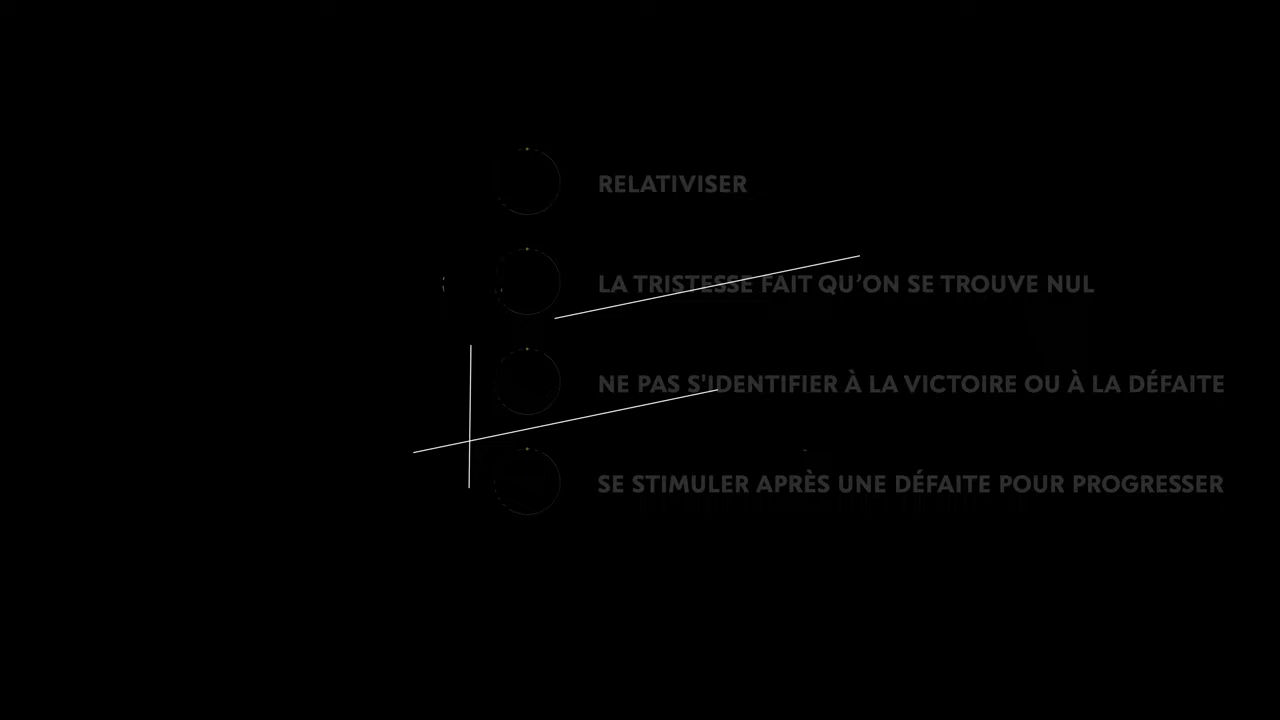 RELATIVISER
LA TRISTESSE FAIT QU’ON SE TROUVE NUL
NE PAS S'IDENTIFIER À LA VICTOIRE OU À LA DÉFAITE
SE STIMULER APRÈS UNE DÉFAITE POUR PROGRESSER